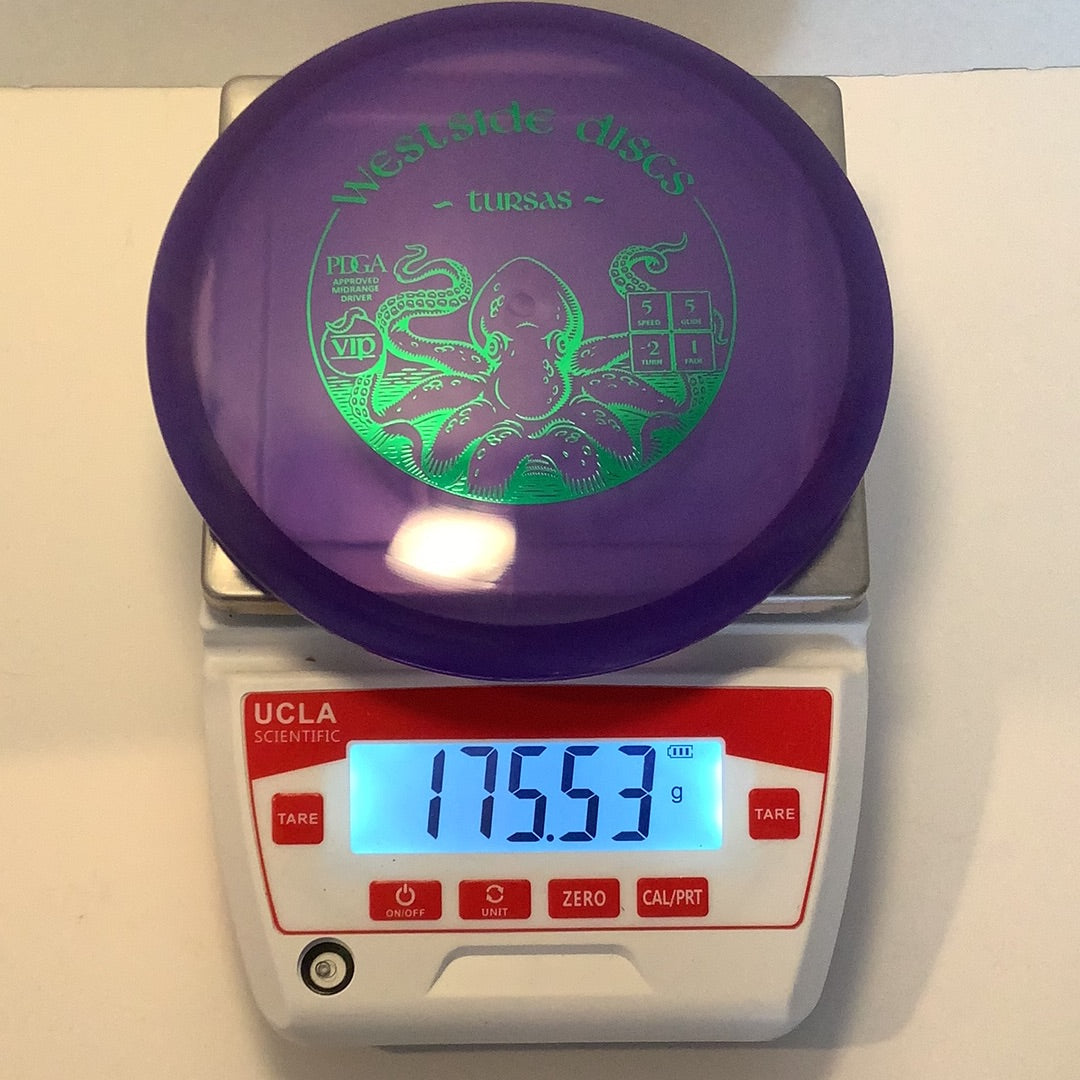 westside discs
~ tursas ~
PDGA
APPROVED
MIDRANGE
DRIVER
vip
5 5
SPEED GLIDE
-2 1
TURN FADE
UCLA
SCIENTIFIC
175.53 g
TARE TARE
ON/OFF UNIT ZERO CAL/PRT